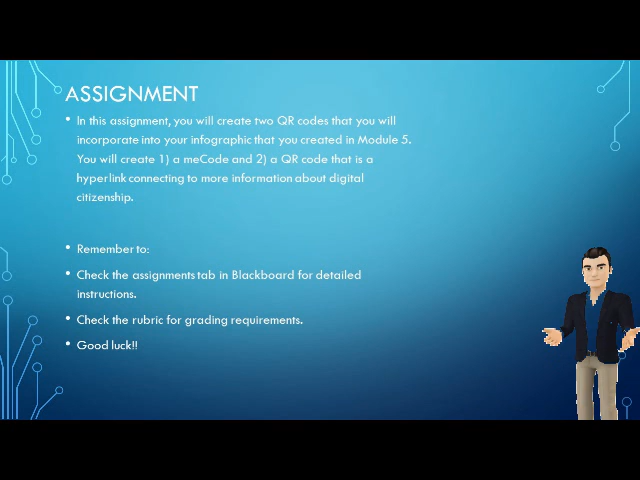 ASSIGNMENT
• In this assignment, you will create two QR codes that you will
incorporate into your infographic that you created in Module 5.
You will create 1) a meCode and 2) a QR code that is a
hyperlink connecting to more information about digital
citizenship.
• Remember to:
• Check the assignments tab in Blackboard for detailed
instructions.
• Check the rubric for grading requirements.
• Good luck!!